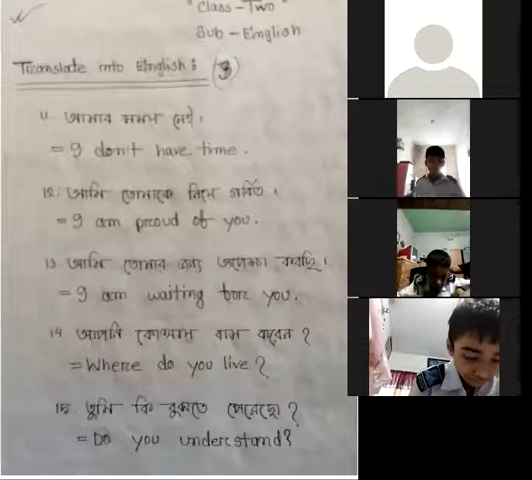 "Class-Two"
Sub - English
Translate into English: (3)
11. আমার সময় নেই।
= I don't have time.
12. আমি তোমাকে নিয়ে গর্বিত।
= I am proud of you.
13. আমি তোমার জন্য অপেক্ষা করছি।
= I am waiting for you.
14. আপনি কোথায় বাস করেন?
= Where do you live?
15. তুমি কি বুঝতে পেরেছো?
= Do you understand?